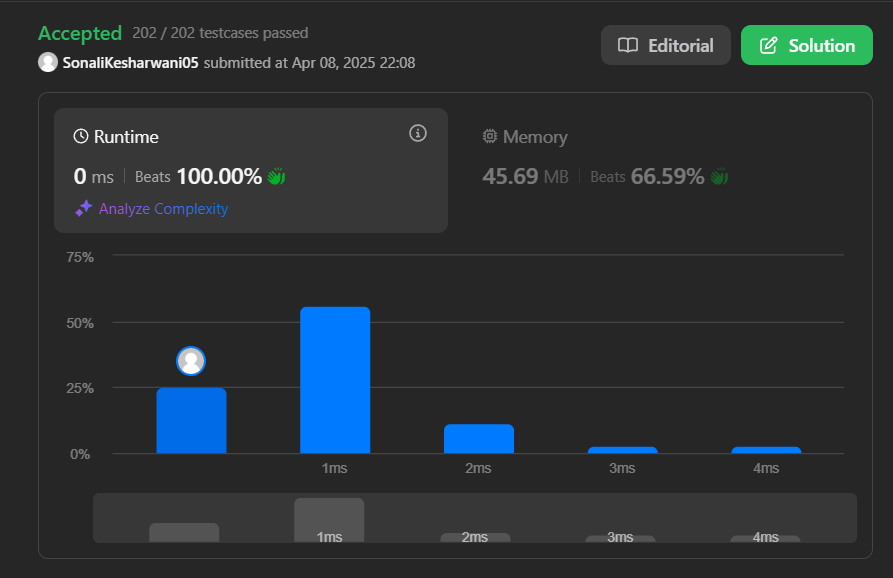 Accepted 202 / 202 testcases passed
Editorial
Solution
SonaliKesharwani05 submitted at Apr 08, 2025 22:08
Runtime
0 ms | Beats 100.00%
Analyze Complexity
Memory
45.69 MB | Beats 66.59%
75%
50%
25%
0%
1ms 2ms 3ms 4ms
1ms 2ms 3ms 4ms